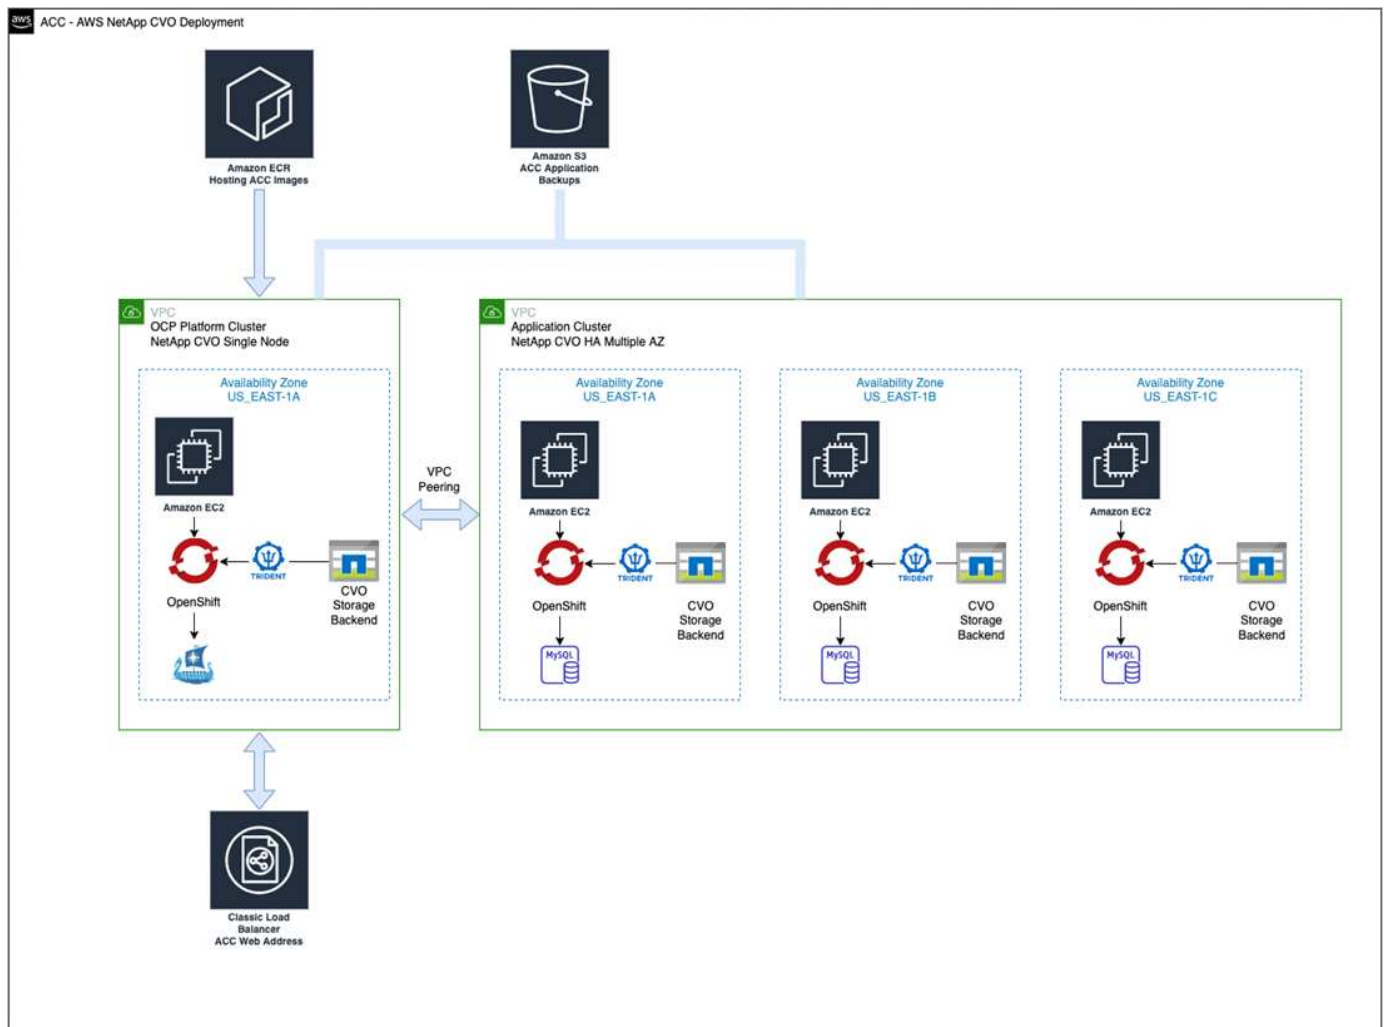 aws
ACC - AWS NetApp CVO Deployment
Amazon ECR
Hosting ACC Images
Amazon S3
ACC Application
Backups
VPC
OCP Platform Cluster
NetApp CVO Single Node
Availability Zone
US_EAST-1A
Amazon EC2
TRIDENT
OpenShift
CVO
Storage
Backend
VPC
Peering
VPC
Application Cluster
NetApp CVO HA Multiple AZ
Availability Zone
US_EAST-1A
Amazon EC2
TRIDENT
OpenShift
CVO
Storage
Backend
MySQL
Availability Zone
US_EAST-1B
Amazon EC2
TRIDENT
OpenShift
CVO
Storage
Backend
MySQL
Availability Zone
US_EAST-1C
Amazon EC2
TRIDENT
OpenShift
CVO
Storage
Backend
MySQL
Classic Load
Balancer
ACC Web Address